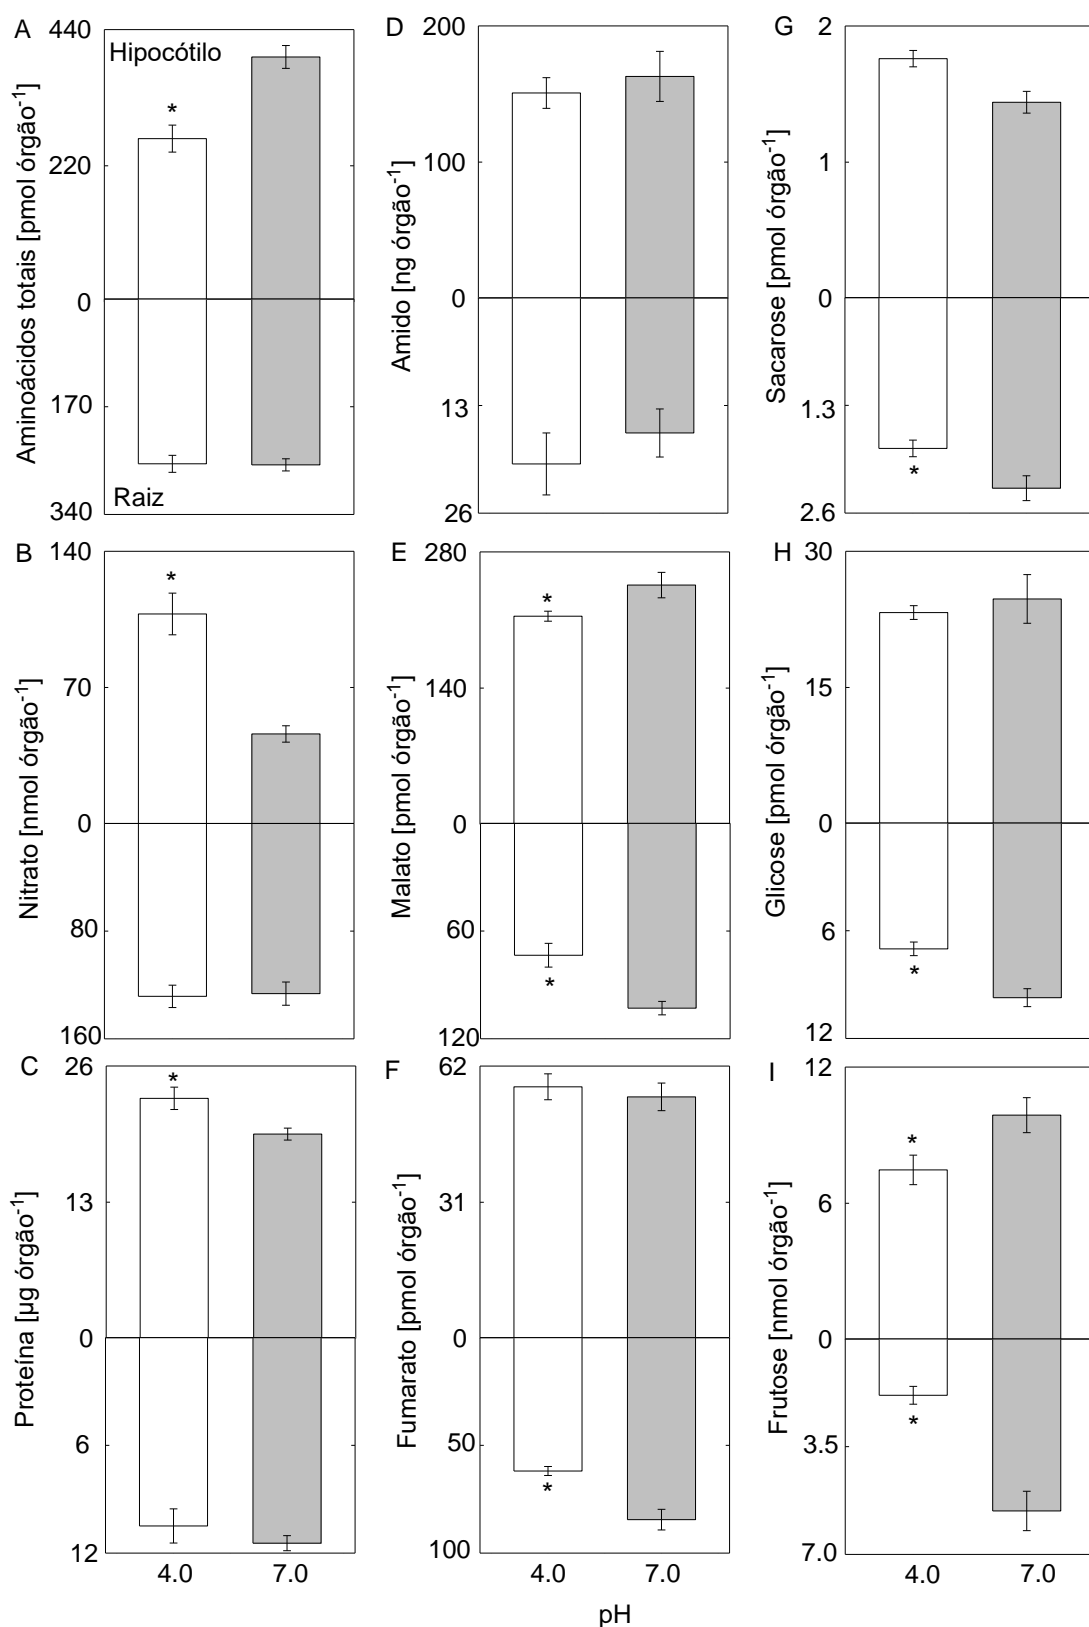 A
Aminoácidos totais [pmol órgão-1]
440
220
0
170
340
Hipocótilo
*
Raiz
D
Amido [ng órgão-1]
200
100
0
13
26
G
Sacarose [pmol órgão-1]
2
1
0
1.3
2.6
*
B
Nitrato [nmol órgão-1]
140
70
0
80
160
*
E
Malato [pmol órgão-1]
280
140
0
60
120
*
*
H
Glicose [pmol órgão-1]
30
15
0
6
12
*
C
Proteína [µg órgão-1]
26
13
0
6
12
*
4.0 7.0
F
Fumarato [pmol órgão-1]
62
31
0
50
100
*
4.0 7.0
I
Frutose [nmol órgão-1]
12
6
0
3.5
7.0
*
*
4.0 7.0
pH